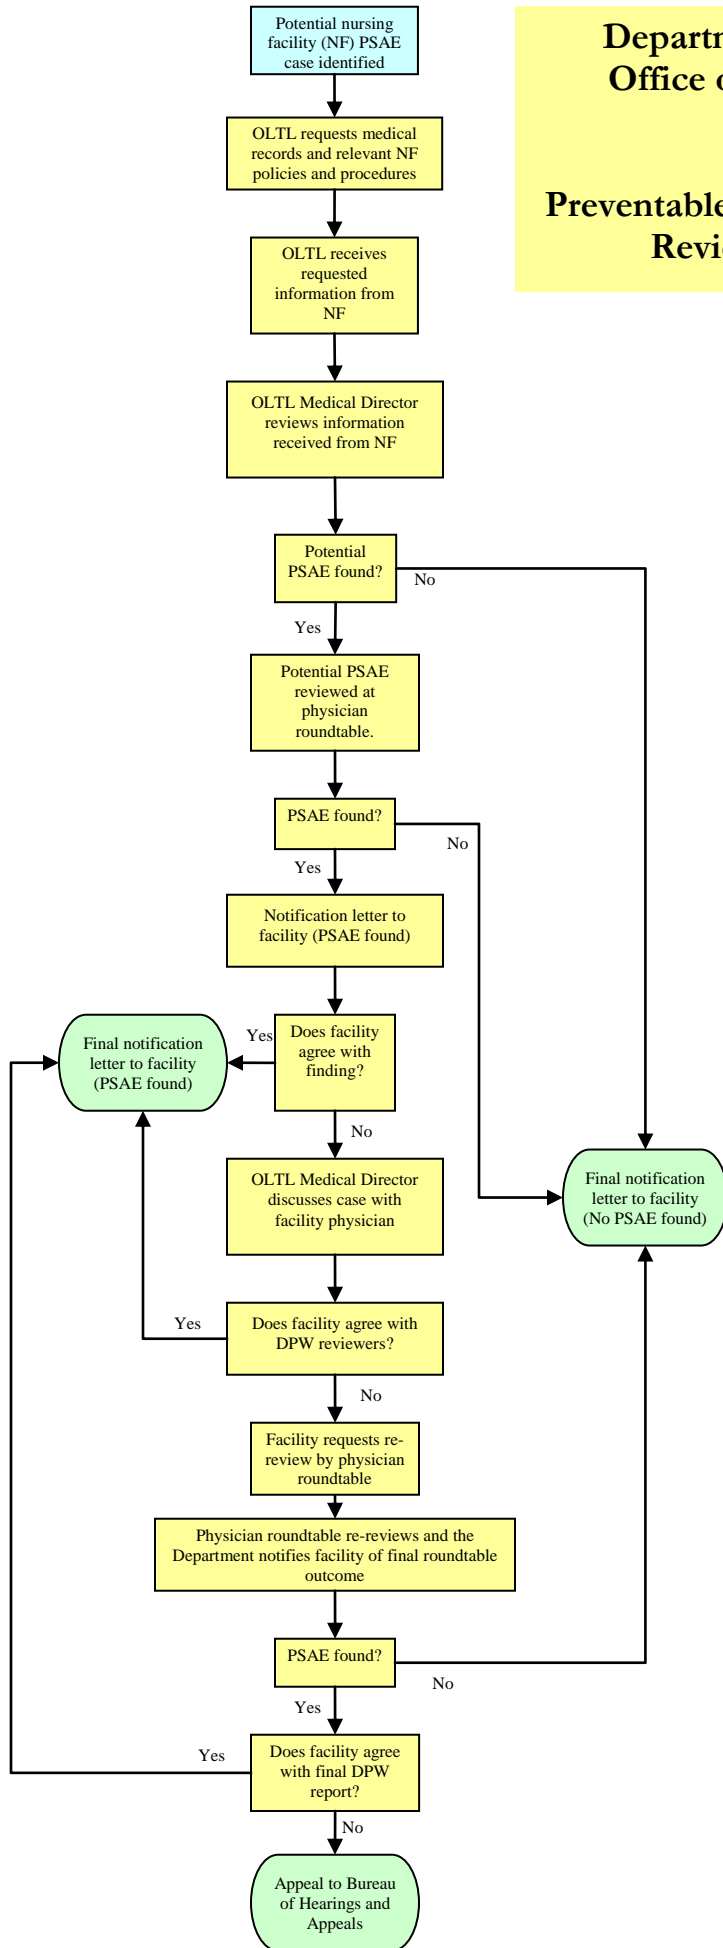 Potential nursing
facility (NF) PSAE
case identified
Departm
Office o
Preventable
Revi
OLTL requests medical
records and relevant NF
policies and procedures
OLTL receives
requested
information from
NF
OLTL Medical Director
reviews information
received from NF
Potential
PSAE found?
No
Yes
Potential PSAE
reviewed at
physician
roundtable.
PSAE found?
No
Yes
Notification letter to
facility (PSAE found)
Does facility
agree with
finding?
Yes
Final notification
letter to facility
(PSAE found)
No
OLTL Medical Director
discusses case with
facility physician
Final notification
letter to facility
(No PSAE found)
Does facility agree with
DPW reviewers?
Yes
No
Facility requests re-
review by physician
roundtable
Physician roundtable re-reviews and the
Department notifies facility of final roundtable
outcome
PSAE found?
No
Yes
Does facility agree
with final DPW
report?
Yes
No
Appeal to Bureau
of Hearings and
Appeals